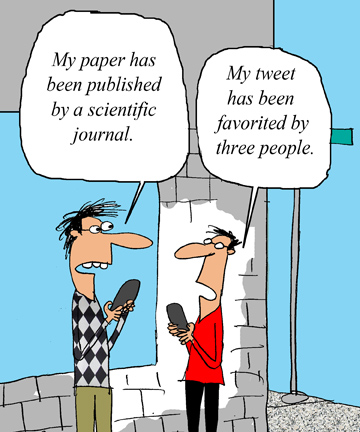 My paper has
been published
by a scientific
journal.
My tweet
has been
favorited by
three people.